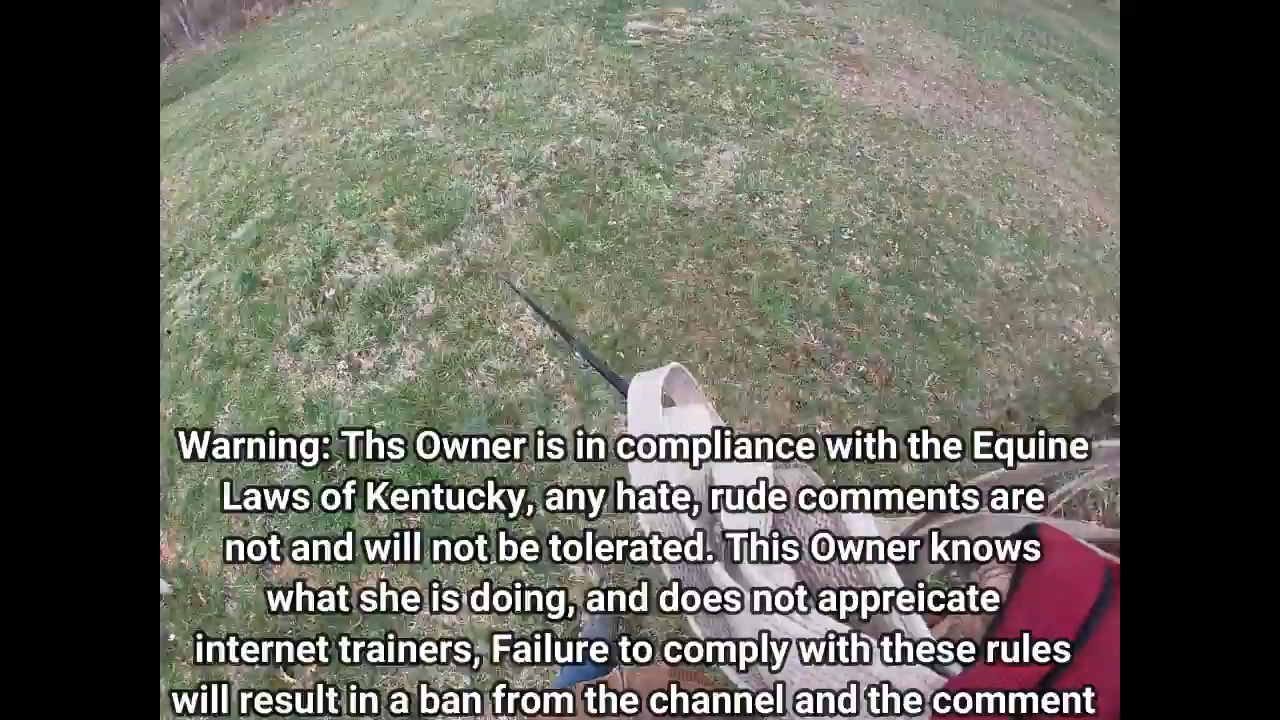 Warning: Ths Owner is in compliance with the Equine
Laws of Kentucky, any hate, rude comments are
not and will not be tolerated. This Owner knows
what she is doing, and does not appreicate
internet trainers, Failure to comply with these rules
will result in a ban from the channel and the comment